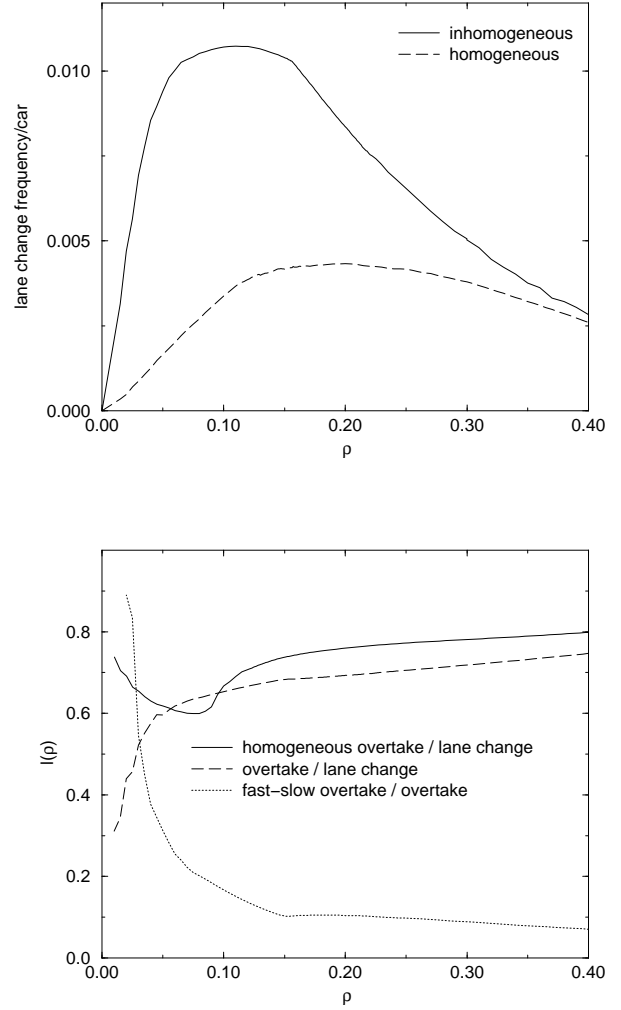 inhomogeneous
homogeneous
0.010
0.005
0.000
lane change frequency/car
0.00 0.10 0.20 0.30 0.40
ρ
0.8
0.6
0.4
0.2
0.0
I(ρ)
homogeneous overtake / lane change
overtake / lane change
fast−slow overtake / overtake
0.00 0.10 0.20 0.30 0.40
ρ